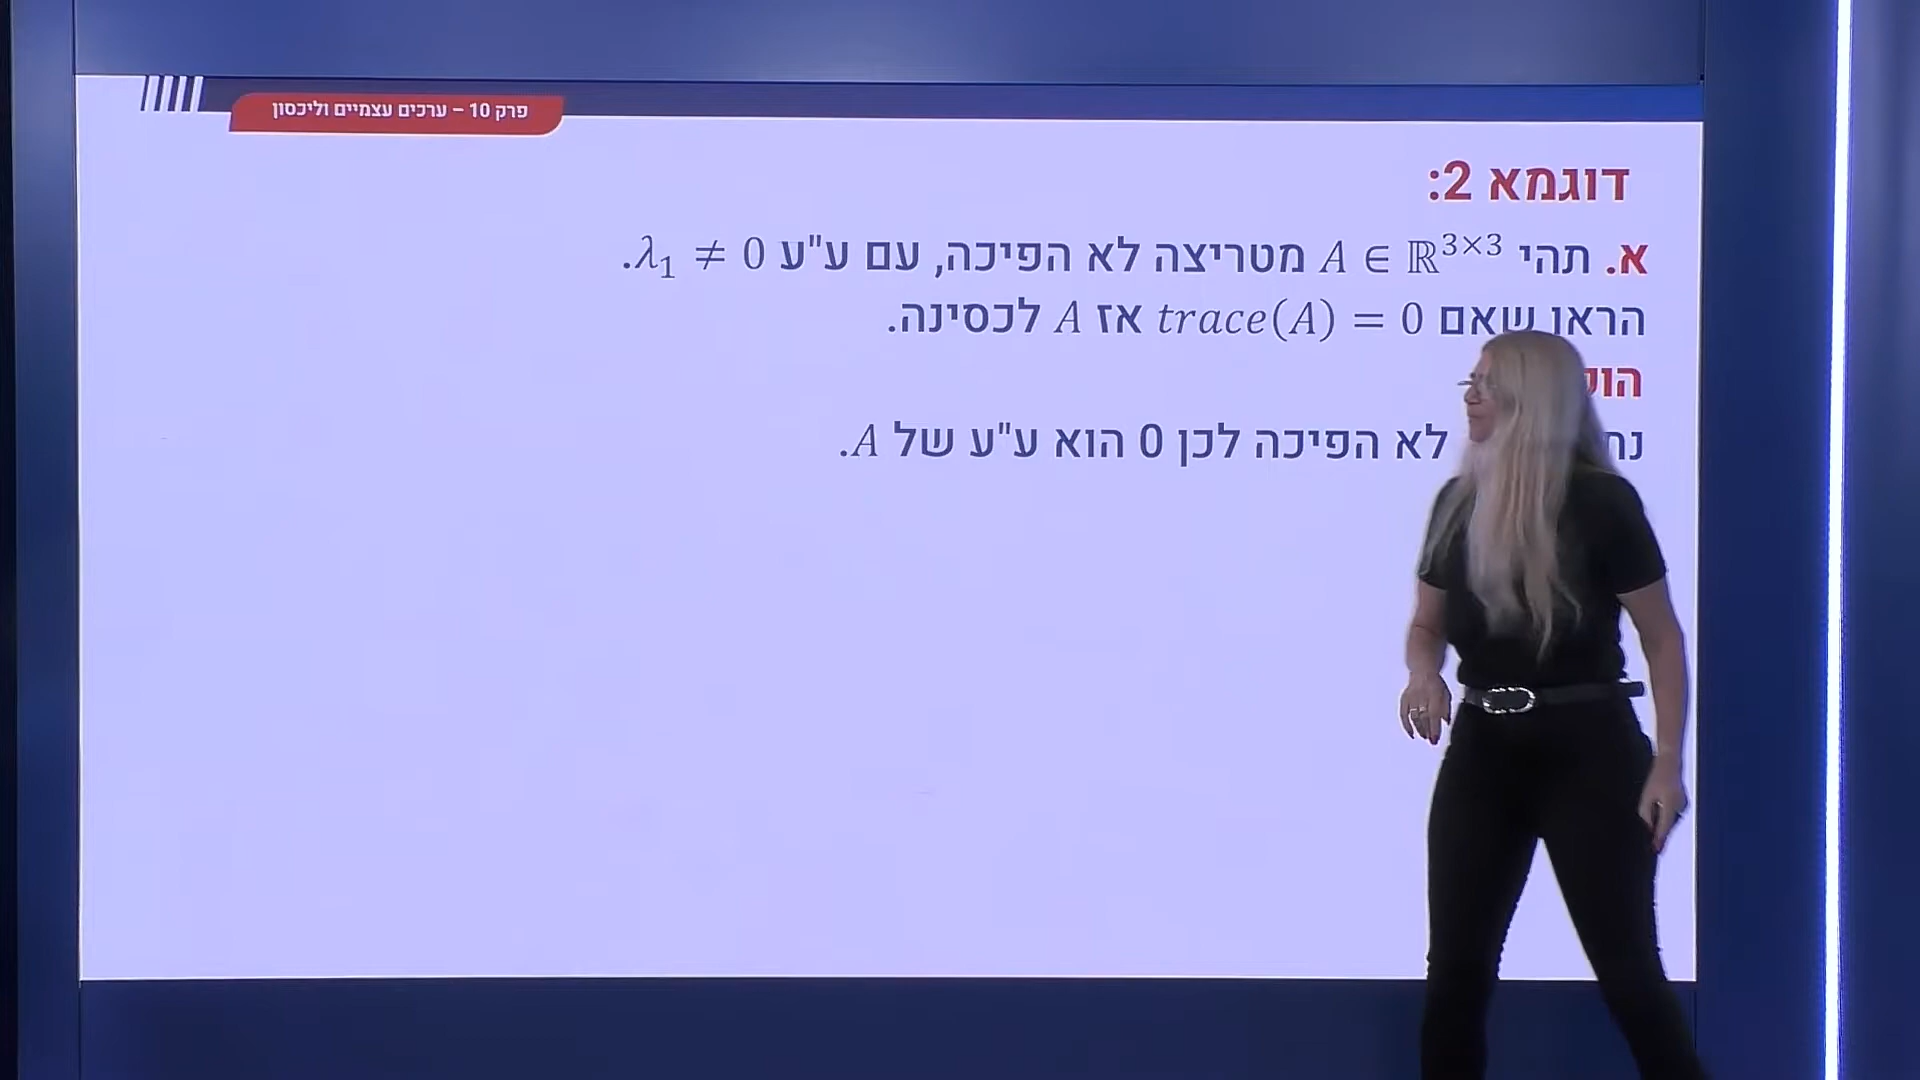 פרק 10 – ערכים עצמיים וליכסון
דוגמא 2:
א. תהי A ∈ ℝ^{3×3} מטריצה לא הפיכה, עם ע"ע λ₁ ≠ 0.
הראו שאם trace(A) = 0 אז A לכסינה.
לא הפיכה לכן 0 הוא ע"ע של A.